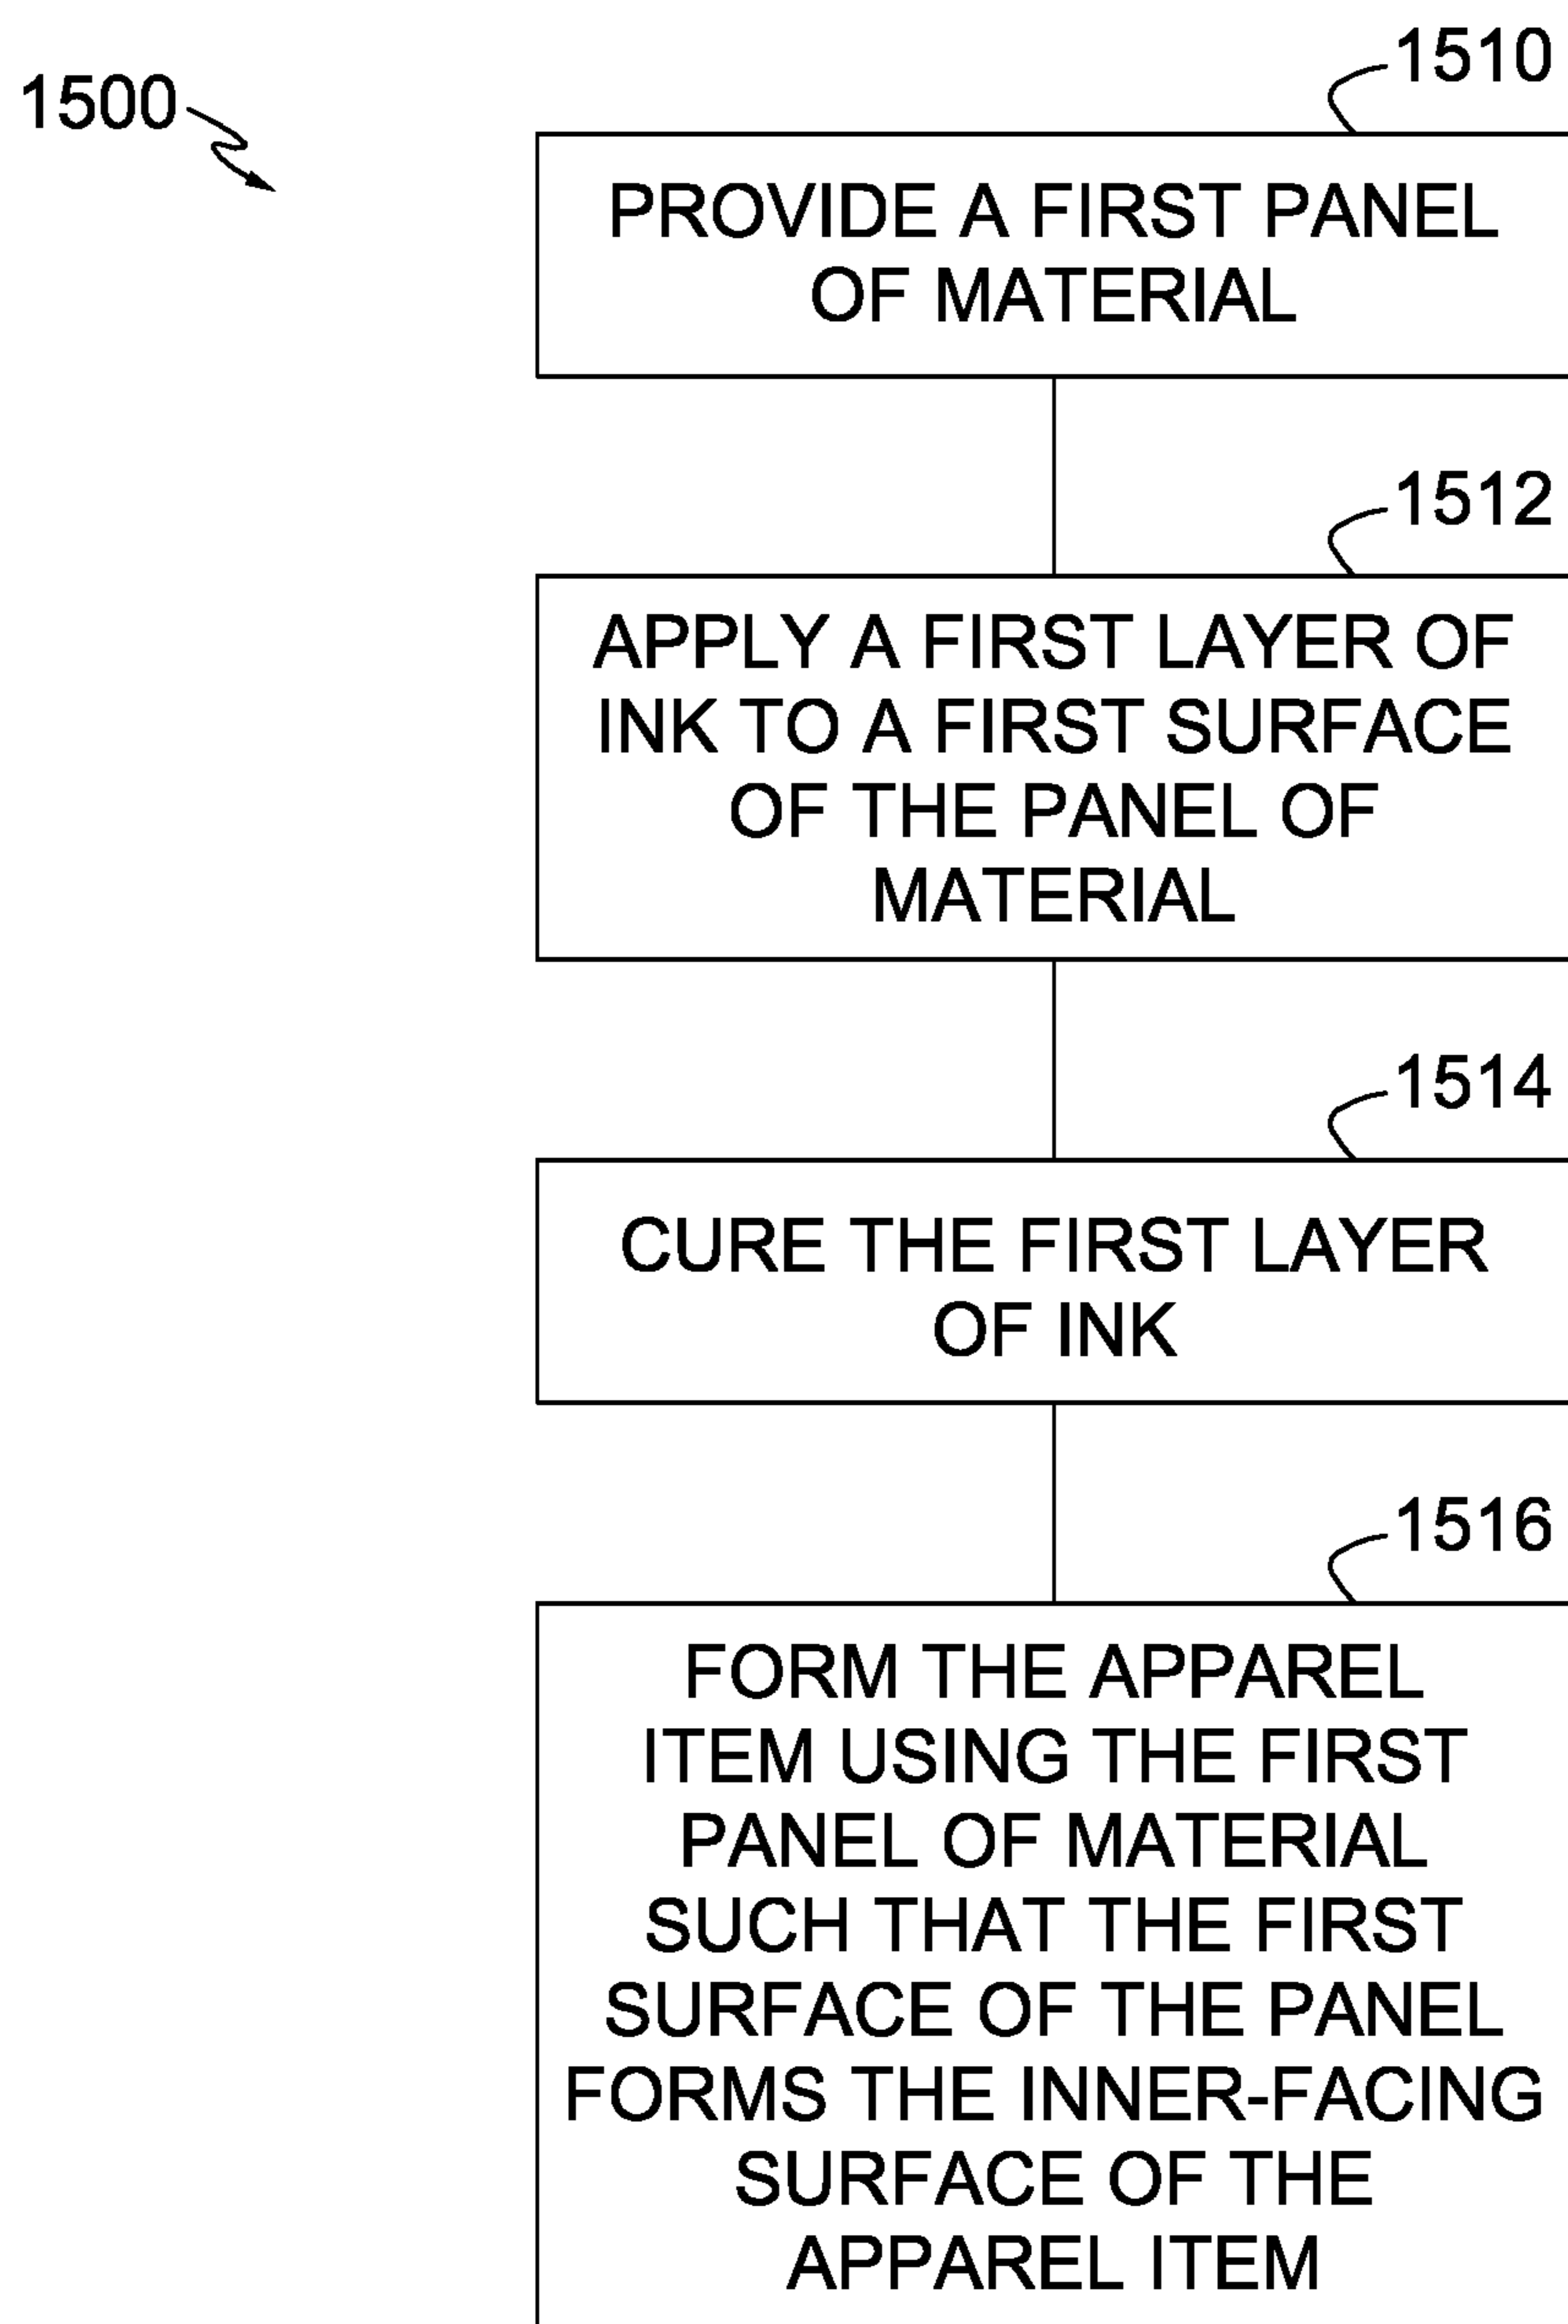 1500
1510
PROVIDE A FIRST PANEL
OF MATERIAL
1512
APPLY A FIRST LAYER OF
INK TO A FIRST SURFACE
OF THE PANEL OF
MATERIAL
1514
CURE THE FIRST LAYER
OF INK
1516
FORM THE APPAREL
ITEM USING THE FIRST
PANEL OF MATERIAL
SUCH THAT THE FIRST
SURFACE OF THE PANEL
FORMS THE INNER-FACING
SURFACE OF THE
APPAREL ITEM